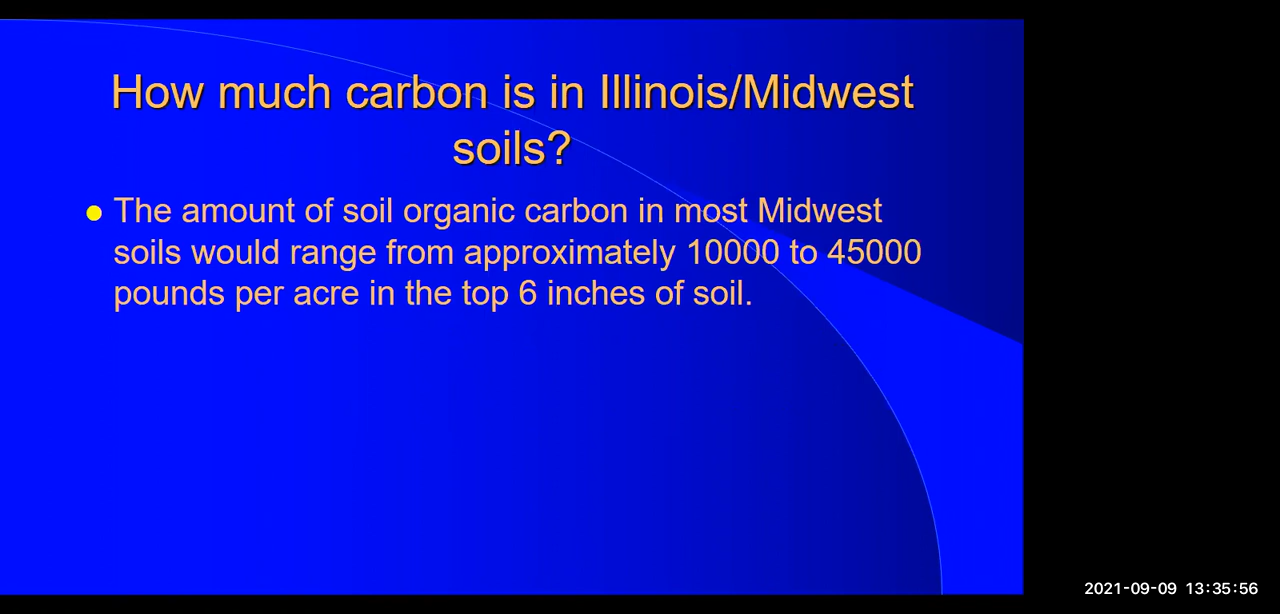 How much carbon is in Illinois/Midwest
soils?
The amount of soil organic carbon in most Midwest
soils would range from approximately 10000 to 45000
pounds per acre in the top 6 inches of soil.
2021-09-09 13:35:56